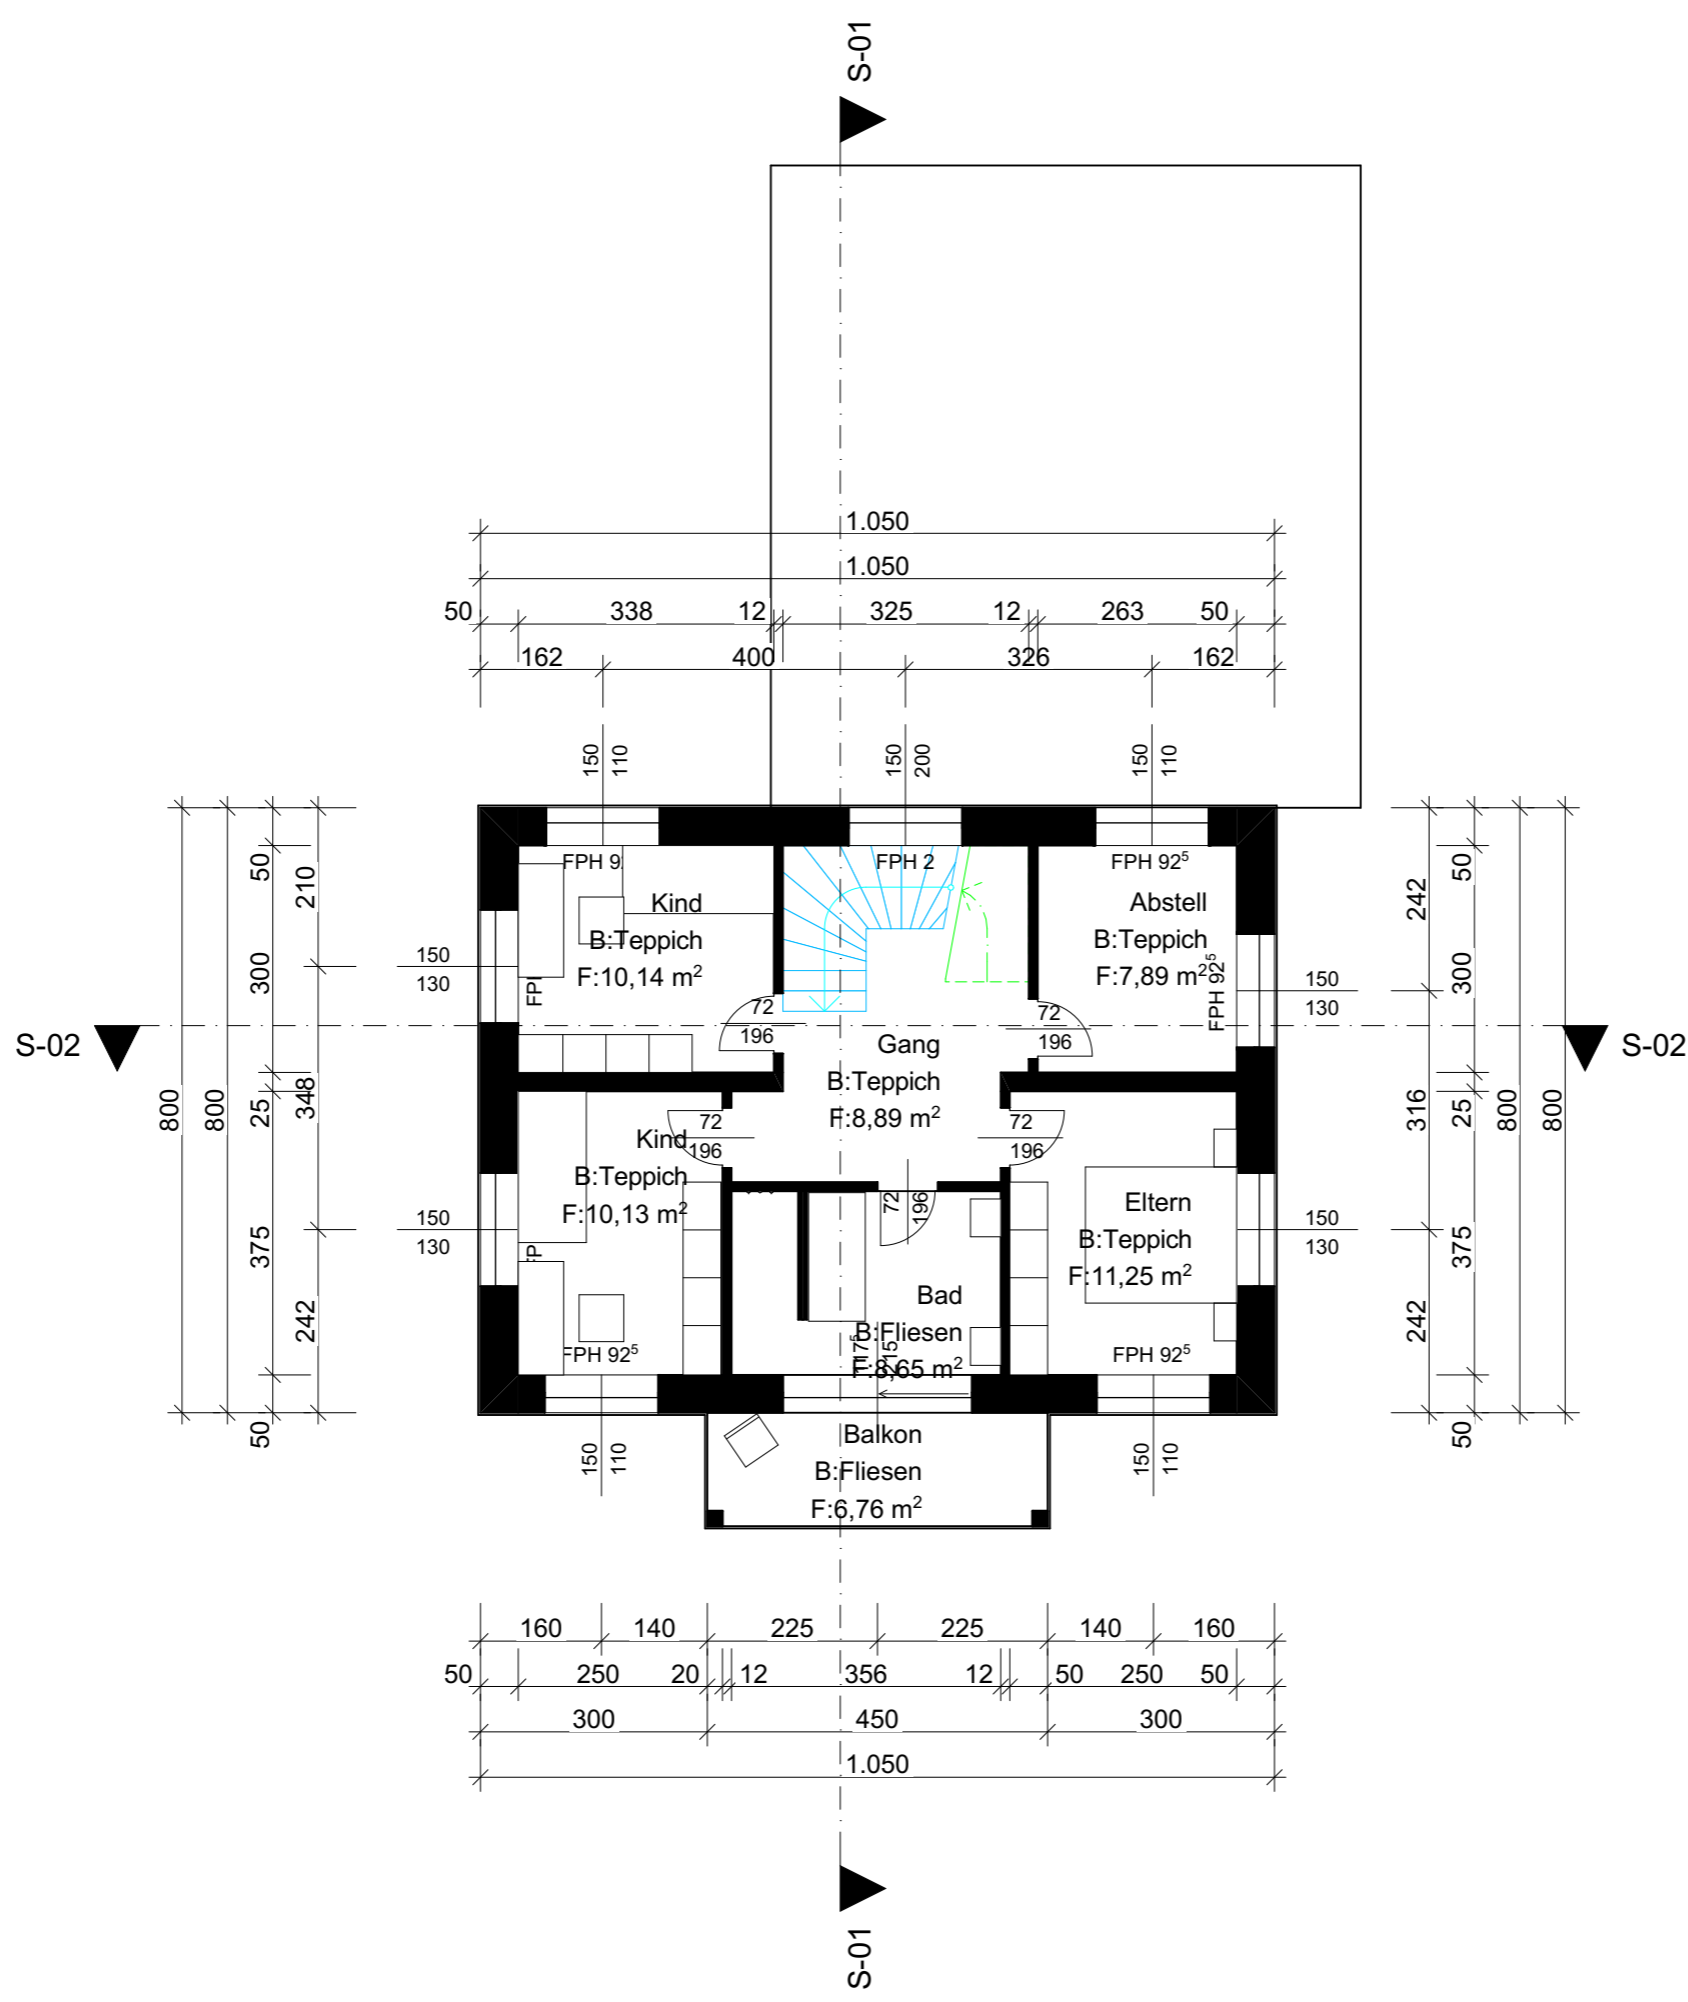 S-01
1.050
1.050
50 338 12 325 12 263 50
162 400 326 162
150 110
150 200
150 110
FPH 2
FPH 92⁵
Kind
B:Teppich
F:10,14 m²
Abstell
B:Teppich
F:7,89 m²
FPH 92⁵
150
130
150
130
72
196
72
196
S-02
S-02
Gang
B:Teppich
F:8,89 m²
72
196
72
196
Kind
B:Teppich
F:10,13 m²
72
196
Eltern
B:Teppich
F:11,25 m²
150
130
150
130
Bad
B:Fliesen
F:8,65 m²
215
FPH 92⁵
FPH 92⁵
Balkon
B:Fliesen
F:6,76 m²
150 110
150 110
800
800
50 300 25 375 50
210 348 242
242 316 242
50 300 25 375 50
800
800
160 140 225 225 140 160
50 250 20 12 356 12 50 250 50
300 450 300
1.050
S-01